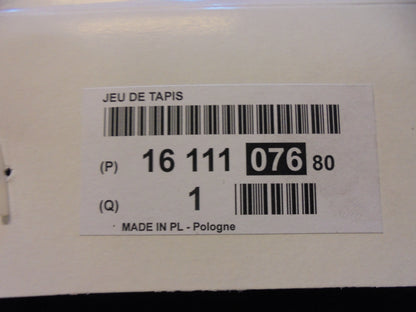 JEU DE TAPIS
(P) 16 111 076 80
(Q) 1
MADE IN PL - Pologne